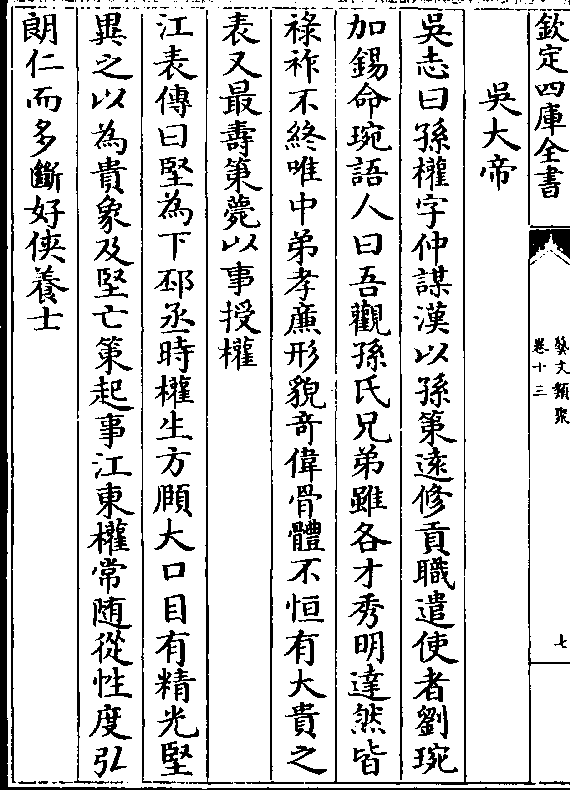 欽定四庫全書
藝文類聚
卷十三
七
吳大帝
吳志曰孫權字仲謀漢以孫策逺修貢職遣使者劉琬
加錫命琬語人曰吾觀孫氏兄弟雖各才秀明達然皆
祿祚不終唯中弟孝廉形貌奇偉骨體不恒有大貴之
表又最壽策薨以事授權
江表傳曰堅為下邳丞時權生方頥大口目有精光堅
異之以為貴象及堅亡策起事江東權常随從性度弘
朗仁而多斷好俠養士